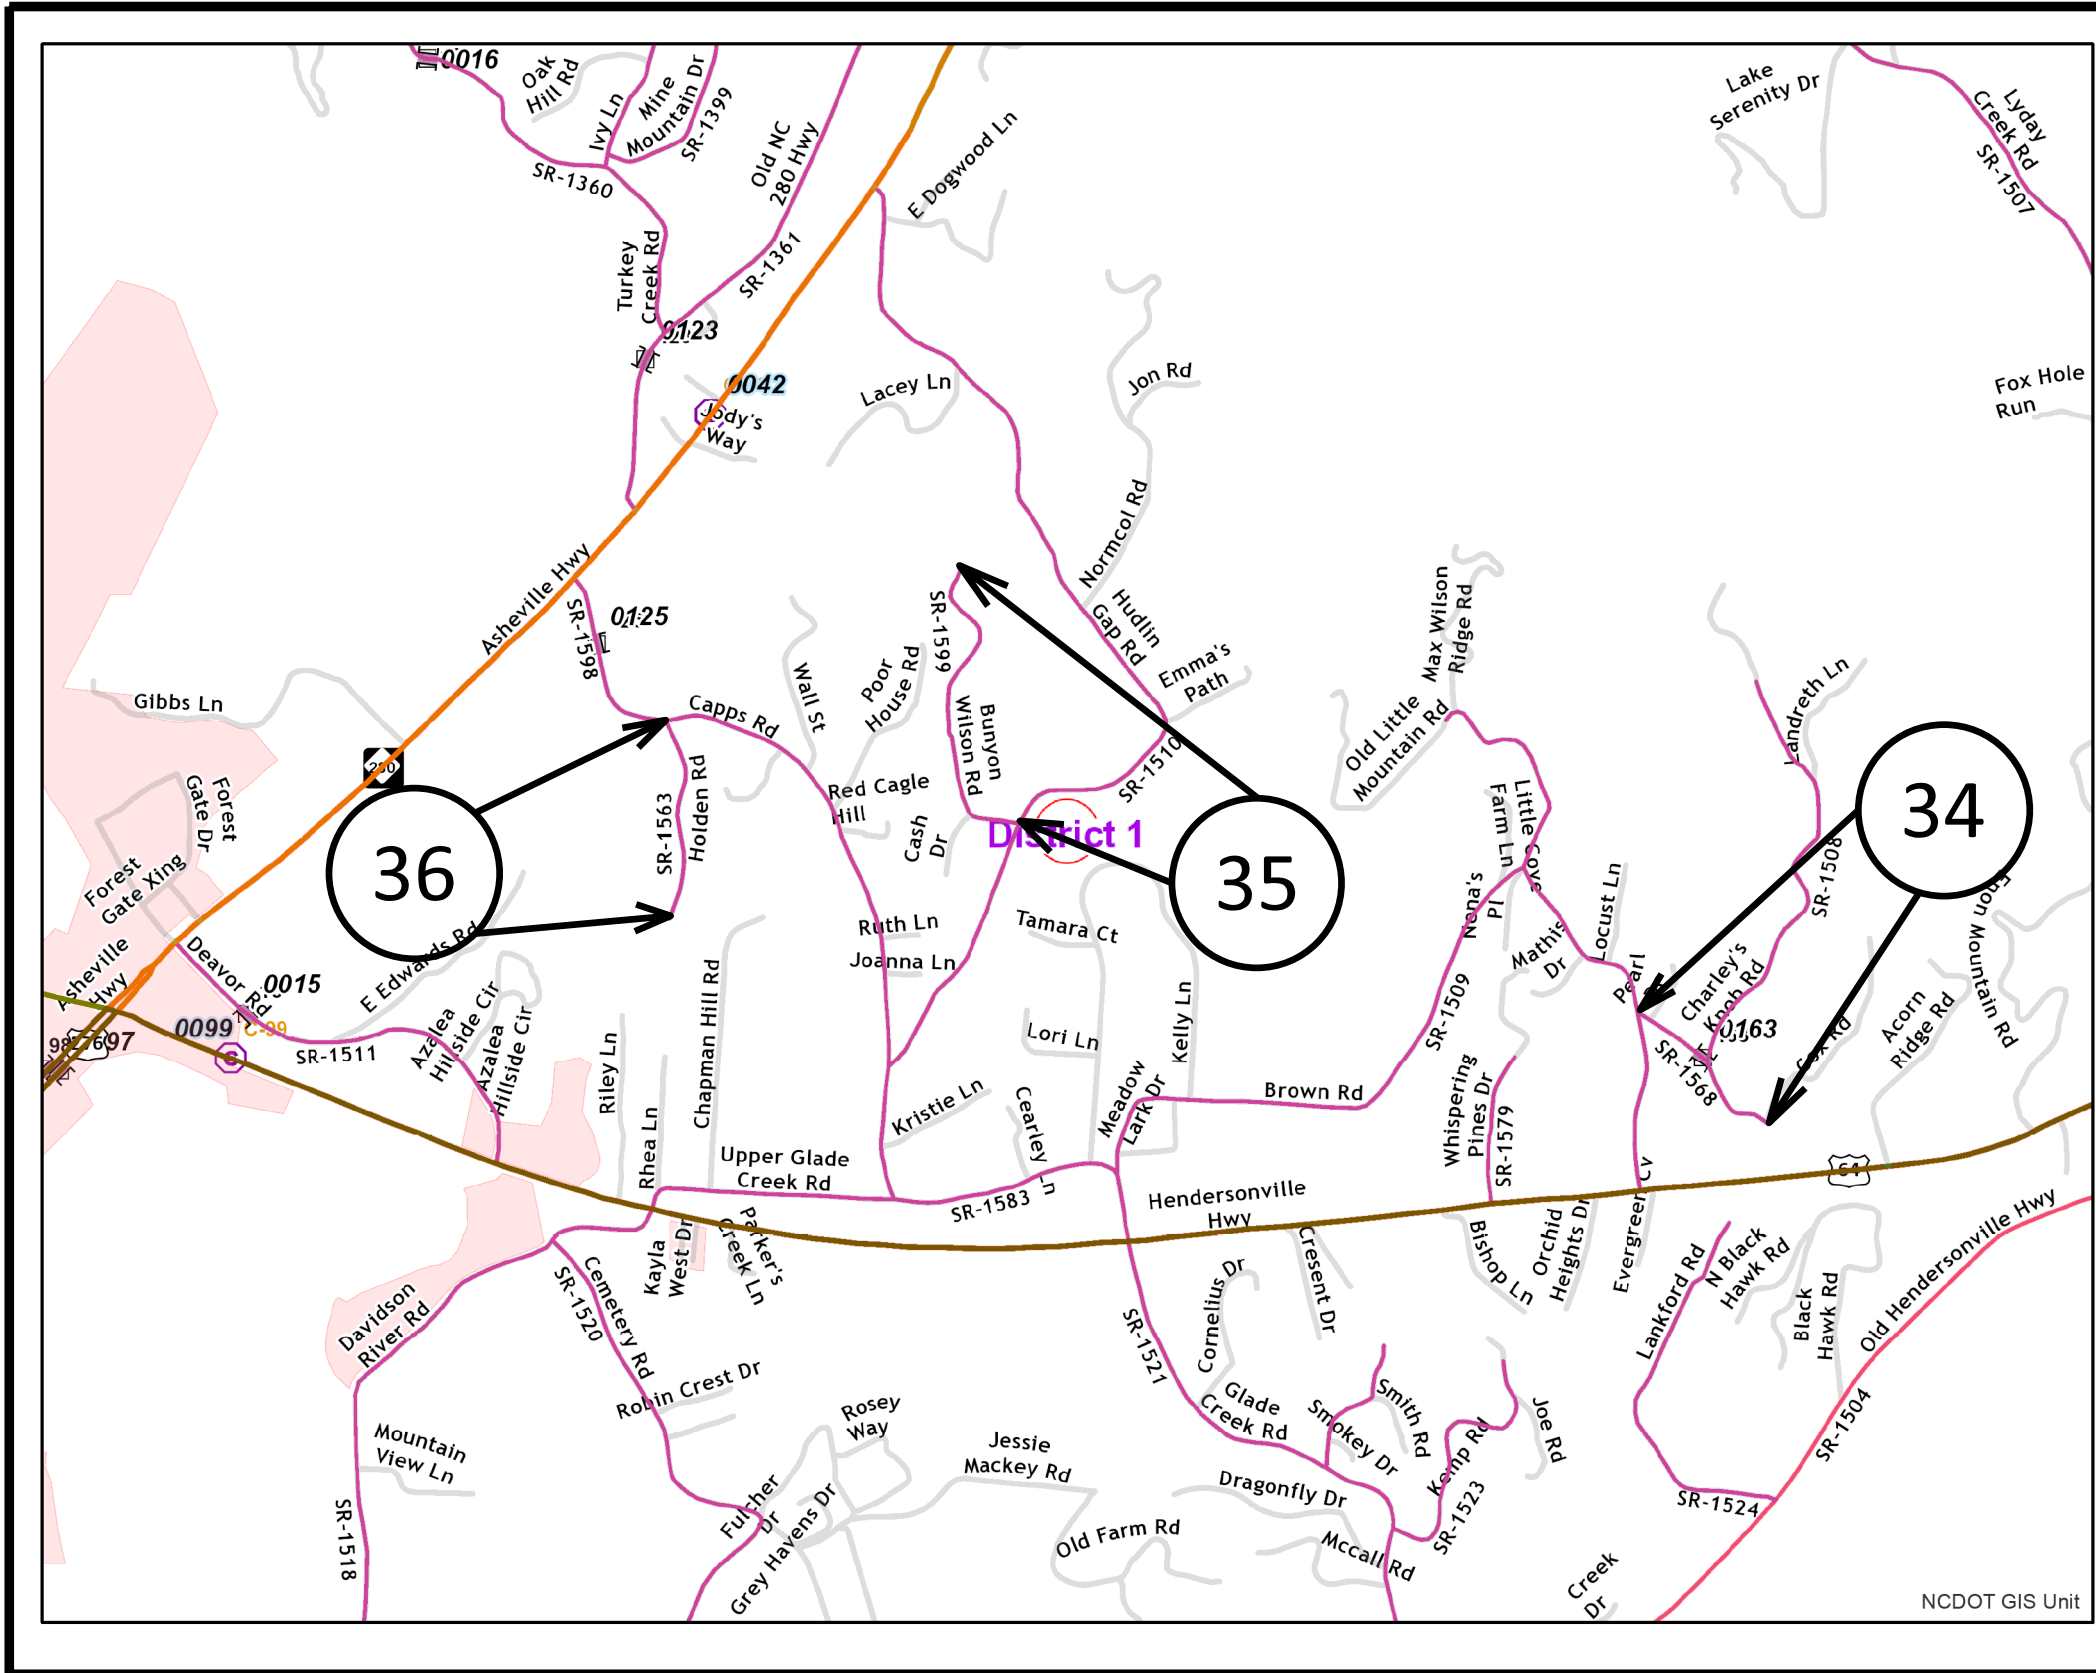 0016
Oak
Hill Rd
Ivy Ln
Mine
Mountain Dr
SR-1399
SR-1360
Old NC
280 Hwy
SR-1361
E Dogwood Ln
Lake
Serenity Dr
Lyday
Creek Rd
SR-1507
Turkey
Creek Rd
0123
0042
Jody's
Way
Lacey Ln
Jon Rd
Fox Hole
Run
Normcol Rd
Asheville Hwy
SR-1598
0125
SR-1599
Hudlin
Gap Rd
Emma's
Path
Max Wilson
Ridge Rd
Gibbs Ln
Capps Rd
Wall St
Poor
House Rd
Bunyon
Wilson Rd
SR-1510
Old Little
Mountain Rd
Landreth Ln
280
Forest
Gate Dr
Forest
Gate Xing
36
SR-1563
Holden Rd
Red Cagle
Hill
Cash
Dr
District 1
35
34
Little Cove
Farm Ln
Nena's
Pl
Locust Ln
SR-1508
Mathis
Dr
Pearl
Charley's
Knob Rd
0163
SR-1568
Cox Rd
Acorn
Ridge Rd
Enon Mountain Rd
Asheville
Hwy
Deavor Rd
0015
0099
C-99
C
98
276
97
E Edwards Rd
SR-1511
Azalea
Hillside Cir
Azalea
Hillside Cir
Ruth Ln
Joanna Ln
Tamara Ct
Lori Ln
Kelly Ln
SR-1509
Riley Ln
Rhea Ln
Chapman Hill Rd
Kristie Ln
Cearley
Ln
Meadow
Lark Dr
Brown Rd
Whispering
Pines Dr
SR-1579
Upper Glade
Creek Rd
SR-1583
Hendersonville
Hwy
64
Kayla
West Dr
Parker's
Creek Ln
Davidson
River Rd
SR-1520
Cemetery Rd
Robin Crest Dr
Cornelius Dr
Cresent Dr
Bishop Ln
Orchid
Heights Dr
Evergreen Cv
Lankford Rd
N Black
Hawk Rd
Black
Hawk Rd
Old Hendersonville Hwy
SR-1504
SR-1521
Glade
Creek Rd
Smokey Dr
Smith Rd
Kemp Rd
Joe Rd
SR-1523
SR-1524
Mountain
View Ln
SR-1518
Rosey
Way
Jessie
Mackey Rd
Fulcher
Dr
Grey Havens Dr
Old Farm Rd
Dragonfly Dr
Mccall Rd
Creek
Dr
NCDOT GIS Unit